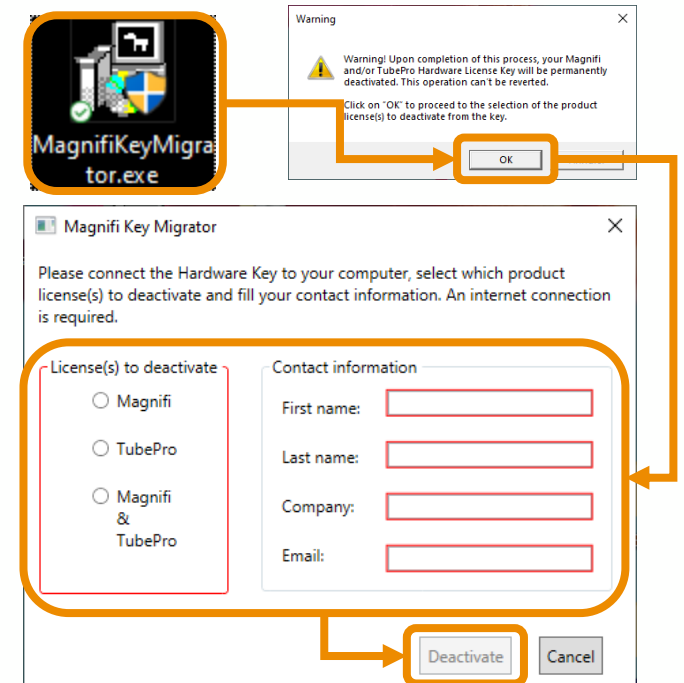 MagnifiKeyMigra
tor.exe
Warning
Warning! Upon completion of this process, your Magnifi
and/or TubePro Hardware License Key will be permanently
deactivated. This operation can't be reverted.
Click on "OK" to proceed to the selection of the product
license(s) to deactivate from the key.
OK
Magnifi Key Migrator
Please connect the Hardware Key to your computer, select which product
license(s) to deactivate and fill your contact information. An internet connection
is required.
License(s) to deactivate
Magnifi
TubePro
Magnifi
&
TubePro
Contact information
First name:
Last name:
Company:
Email:
Deactivate
Cancel